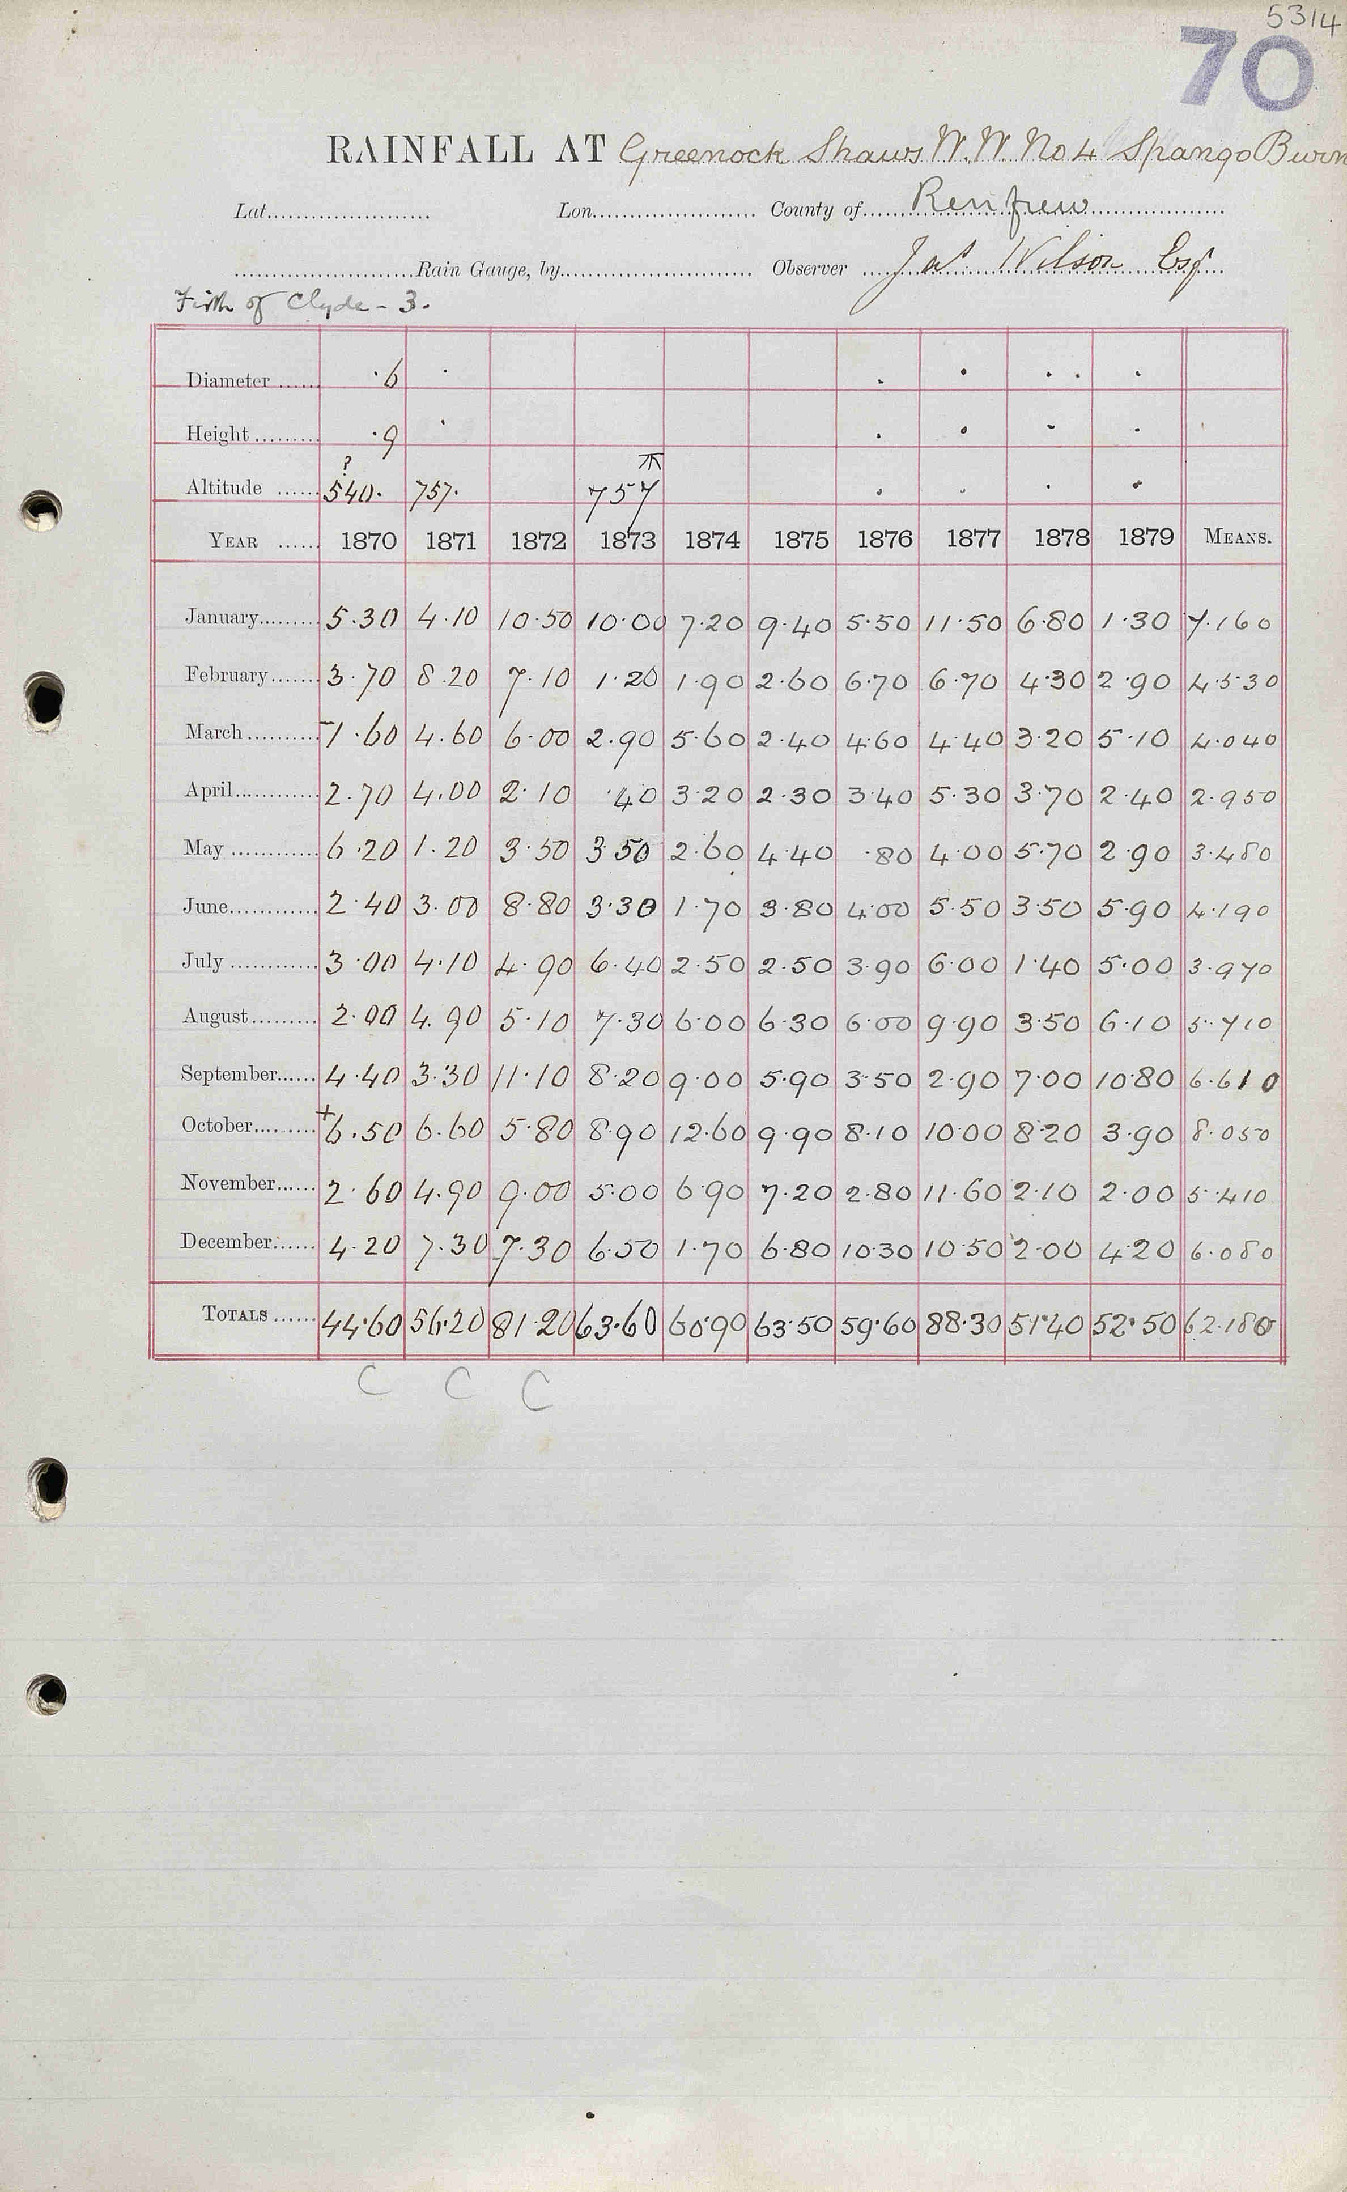 5314
70
RAINFALL AT Greenock Shaws W.W. No 4 Spango Burn
Lat. Lon. County of Renfrew
Rain Gauge, by Observer Jas Wilson Esq
Firth of Clyde - 3.
Diameter ·6
Height ·9
?
Altitude 540. 757. 757
YEAR 1870 1871 1872 1873 1874 1875 1876 1877 1878 1879 MEANS.
January 5.30 4.10 10.50 10.00 7.20 9.40 5.50 11.50 6.80 1.30 7.160
February 3.70 8.20 7.10 1.20 1.90 2.60 6.70 6.70 4.30 2.90 4.530
March 1.60 4.60 6.00 2.90 5.60 2.40 4.60 4.40 3.20 5.10 4.040
April 2.70 4.00 2.10 .40 3.20 2.30 3.40 5.30 3.70 2.40 2.950
May 6.20 1.20 3.50 3.50 2.60 4.40 .80 4.00 5.70 2.90 3.480
June 2.40 3.00 8.80 3.30 1.70 3.80 4.00 5.50 3.50 5.90 4.190
July 3.00 4.10 4.90 6.40 2.50 2.50 3.90 6.00 1.40 5.00 3.970
August 2.00 4.90 5.10 7.30 6.00 6.30 6.00 9.90 3.50 6.10 5.710
September 4.40 3.30 11.10 8.20 9.00 5.90 3.50 2.90 7.00 10.80 6.610
October +6.50 6.60 5.80 8.90 12.60 9.90 8.10 10.00 8.20 3.90 8.050
November 2.60 4.90 9.00 5.00 6.90 7.20 2.80 11.60 2.10 2.00 5.410
December 4.20 7.30 7.30 6.50 1.70 6.80 10.30 10.50 2.00 4.20 6.080
TOTALS 44.60 56.20 81.20 63.60 60.90 63.50 59.60 88.30 51.40 52.50 62.180
C C C